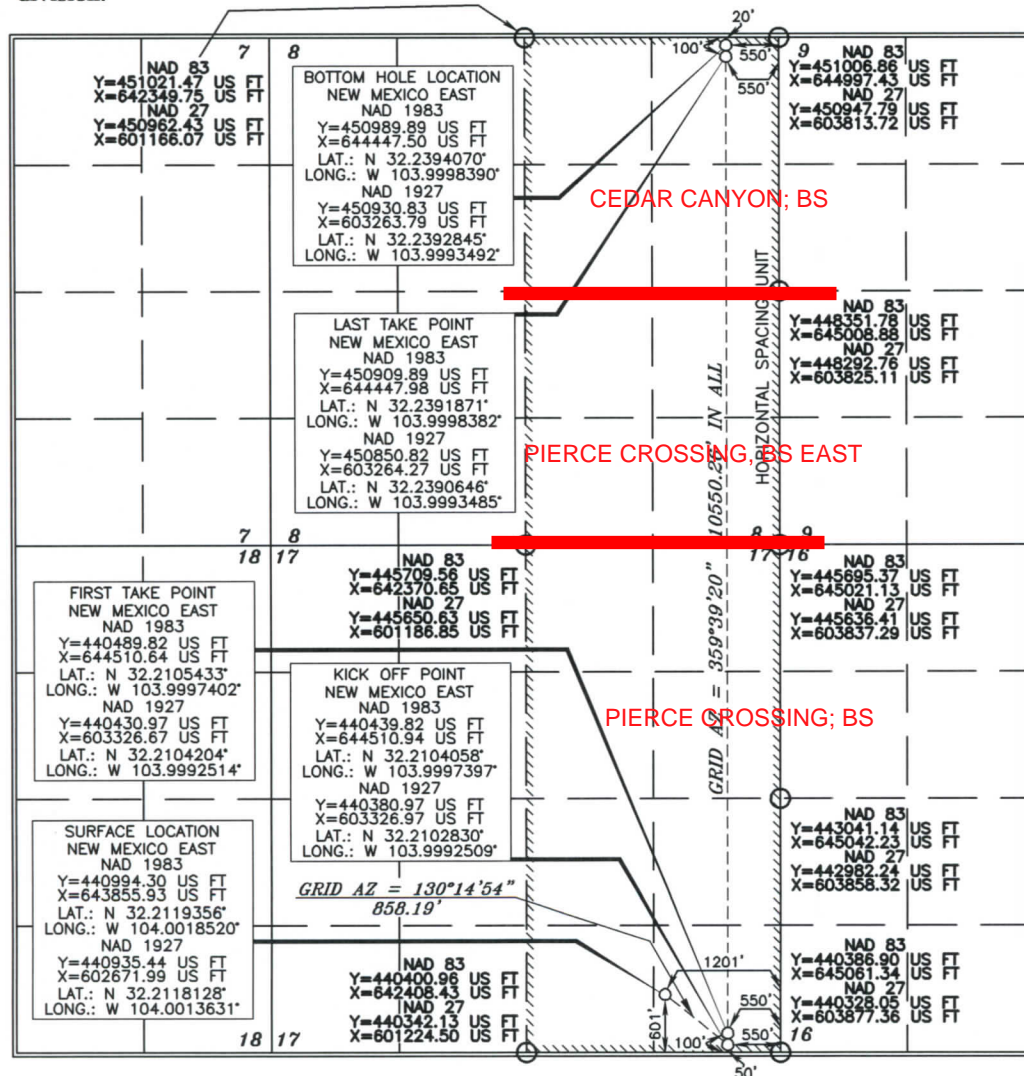 20'
7 8
100'
550'
9
550'
NAD 83
Y=451021.47 US FT
X=642349.75 US FT
NAD 27
Y=450962.43 US FT
X=601166.07 US FT
BOTTOM HOLE LOCATION
NEW MEXICO EAST
NAD 1983
Y=450989.89 US FT
X=644447.50 US FT
LAT.: N 32.2394070°
LONG.: W 103.9998390°
NAD 1927
Y=450930.83 US FT
X=603263.79 US FT
LAT.: N 32.2392845°
LONG.: W 103.9993492°
NAD 83
Y=451006.86 US FT
X=644997.43 US FT
NAD 27
Y=450947.79 US FT
X=603813.72 US FT
CEDAR CANYON; BS
HORIZONTAL SPACING UNIT
LAST TAKE POINT
NEW MEXICO EAST
NAD 1983
Y=450909.89 US FT
X=644447.98 US FT
LAT.: N 32.2391871°
LONG.: W 103.9998382°
NAD 1927
Y=450850.82 US FT
X=603264.27 US FT
LAT.: N 32.2390646°
LONG.: W 103.9993485°
NAD 83
Y=448351.78 US FT
X=645008.88 US FT
NAD 27
Y=448292.76 US FT
X=603825.11 US FT
PIERCE CROSSING, BS EAST
GRID AZ = 359°39'20" 10550.26' IN ALL
7 8
18 17
8 9
17 16
NAD 83
Y=445709.56 US FT
X=642370.65 US FT
NAD 27
Y=445650.63 US FT
X=601186.85 US FT
NAD 83
Y=445695.37 US FT
X=645021.13 US FT
NAD 27
Y=445636.41 US FT
X=603837.29 US FT
FIRST TAKE POINT
NEW MEXICO EAST
NAD 1983
Y=440489.82 US FT
X=644510.64 US FT
LAT.: N 32.2105433°
LONG.: W 103.9997402°
NAD 1927
Y=440430.97 US FT
X=603326.67 US FT
LAT.: N 32.2104204°
LONG.: W 103.9992514°
KICK OFF POINT
NEW MEXICO EAST
NAD 1983
Y=440439.82 US FT
X=644510.94 US FT
LAT.: N 32.2104058°
LONG.: W 103.9997397°
NAD 1927
Y=440380.97 US FT
X=603326.97 US FT
LAT.: N 32.2102830°
LONG.: W 103.9992509°
PIERCE CROSSING; BS
NAD 83
Y=443041.14 US FT
X=645042.23 US FT
NAD 27
Y=442982.24 US FT
X=603858.32 US FT
SURFACE LOCATION
NEW MEXICO EAST
NAD 1983
Y=440994.30 US FT
X=643855.93 US FT
LAT.: N 32.2119356°
LONG.: W 104.0018520°
NAD 1927
Y=440935.44 US FT
X=602671.99 US FT
LAT.: N 32.2118128°
LONG.: W 104.0013631°
GRID AZ = 130°14'54"
858.19'
NAD 83
Y=440400.96 US FT
X=642408.43 US FT
NAD 27
Y=440342.13 US FT
X=601224.50 US FT
1201'
601'
550'
100'
550'
50'
NAD 83
Y=440386.90 US FT
X=645061.34 US FT
NAD 27
Y=440328.05 US FT
X=603877.36 US FT
18 17
16